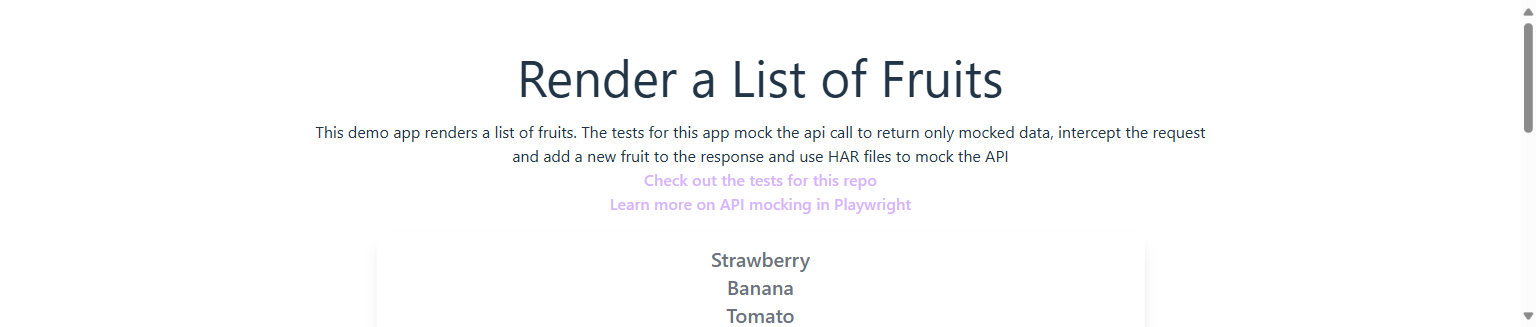 Render a List of Fruits
This demo app renders a list of fruits. The tests for this app mock the api call to return only mocked data, intercept the request
and add a new fruit to the response and use HAR files to mock the API
Check out the tests for this repo
Learn more on API mocking in Playwright
Strawberry
Banana
Tomato